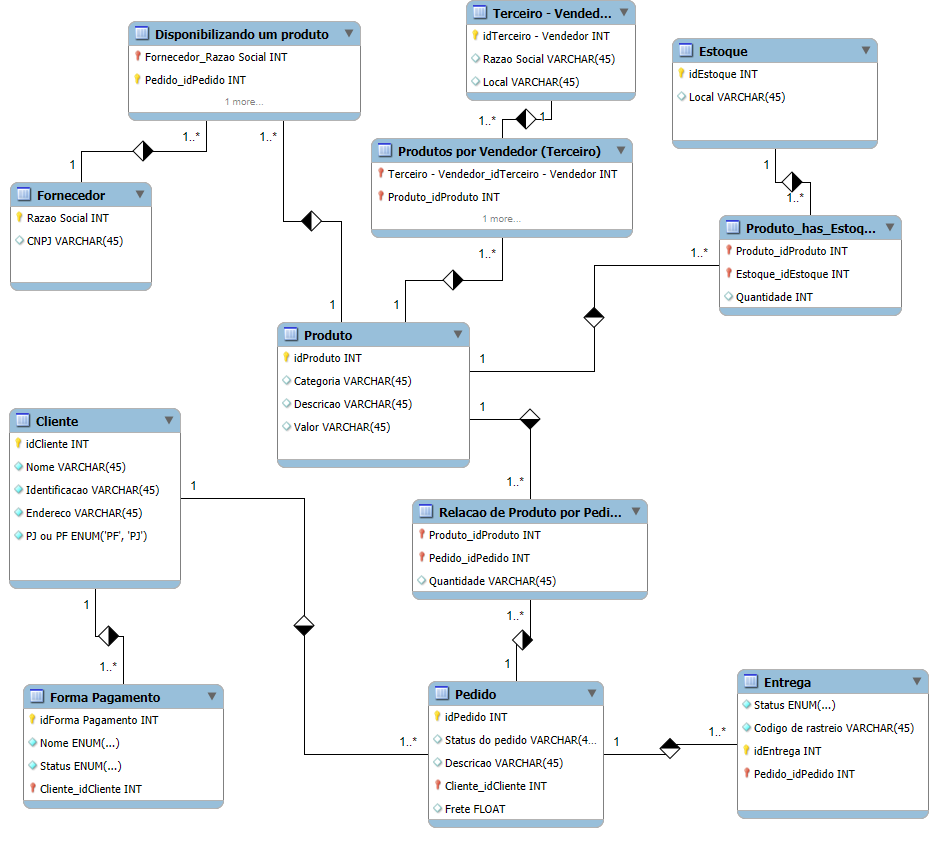 Disponibilizando um produto
Fornecedor_Razao Social INT
Pedido_idPedido INT
1 more...
Terceiro - Vended...
idTerceiro - Vendedor INT
Razao Social VARCHAR(45)
Local VARCHAR(45)
Estoque
idEstoque INT
Local VARCHAR(45)
1..*
1
1..*
1..*
1
Produtos por Vendedor (Terceiro)
Terceiro - Vendedor_idTerceiro - Vendedor INT
Produto_idProduto INT
1 more...
1
1..*
Fornecedor
Razao Social INT
CNPJ VARCHAR(45)
Produto_has_Estoq...
Produto_idProduto INT
Estoque_idEstoque INT
Quantidade INT
1..*
1..*
1
1
Produto
idProduto INT
Categoria VARCHAR(45)
Descricao VARCHAR(45)
Valor VARCHAR(45)
1
1
1..*
Cliente
idCliente INT
Nome VARCHAR(45)
Identificacao VARCHAR(45)
Endereco VARCHAR(45)
PJ ou PF ENUM('PF', 'PJ')
1
1
1..*
Relacao de Produto por Pedi...
Produto_idProduto INT
Pedido_idPedido INT
Quantidade VARCHAR(45)
1..*
1
Forma Pagamento
idForma Pagamento INT
Nome ENUM(...)
Status ENUM(...)
Cliente_idCliente INT
1..*
Pedido
idPedido INT
Status do pedido VARCHAR(4...
Descricao VARCHAR(45)
Cliente_idCliente INT
Frete FLOAT
1
1..*
Entrega
Status ENUM(...)
Codigo de rastreio VARCHAR(45)
idEntrega INT
Pedido_idPedido INT